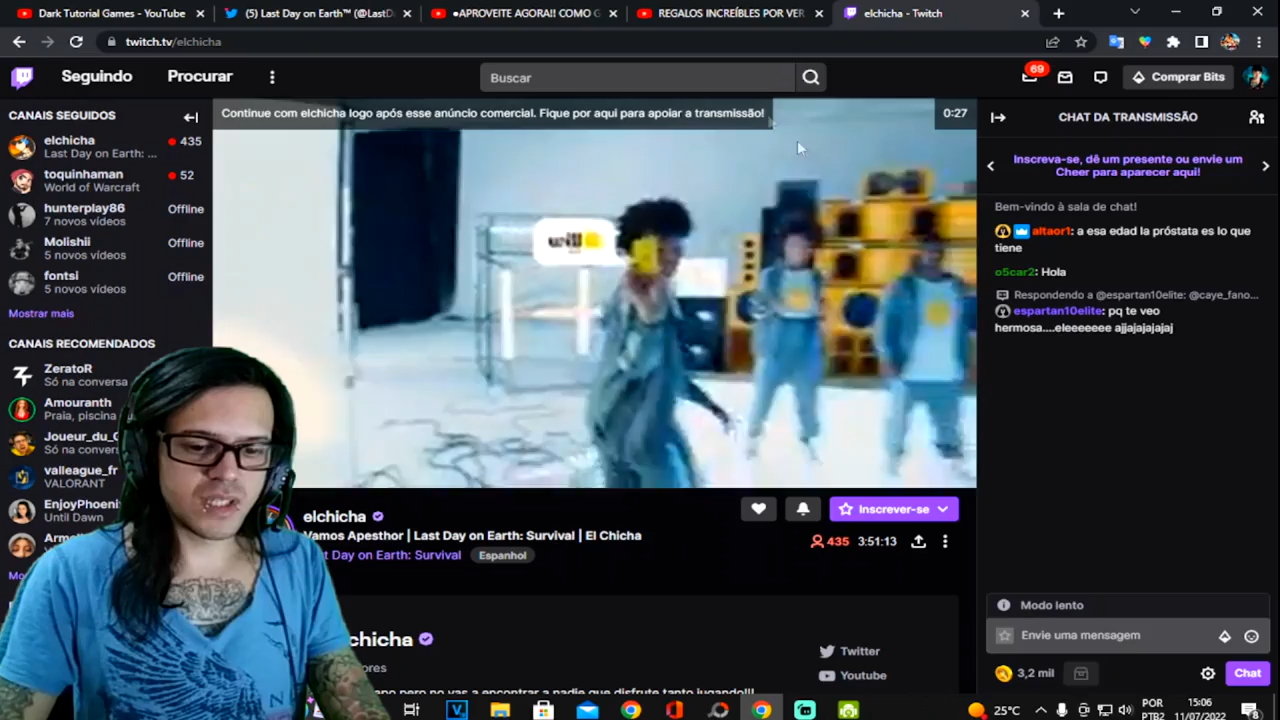 Dark Tutorial Games - YouTube
(5) Last Day on Earth™ (@LastD
●APROVEITE AGORA!! COMO G
REGALOS INCREÍBLES POR VER
elchicha - Twitch
twitch.tv/elchicha
Seguindo
Procurar
Buscar
69
Comprar Bits
CANAIS SEGUIDOS
elchicha
435
Last Day on Earth: ...
toquinhaman
52
World of Warcraft
hunterplay86
Offline
7 novos vídeos
Molishii
Offline
5 novos vídeos
fontsi
Offline
5 novos vídeos
Mostrar mais
CANAIS RECOMENDADOS
ZeratoR
Só na conversa
Amouranth
Praia, piscina
Joueur_du_
Só na conversa
valleague_fr
VALORANT
EnjoyPhoenix
Until Dawn
Continue com elchicha logo após esse anúncio comercial. Fique por aqui para apoiar a transmissão!
0:27
will
elchicha
Inscrever-se
Vamos Apesthor | Last Day on Earth: Survival | El Chicha
st Day on Earth: Survival
Espanhol
435
3:51:13
chicha
ores
Twitter
Youtube
CHAT DA TRANSMISSÃO
Inscreva-se, dê um presente ou envie um
Cheer para aparecer aqui!
Bem-vindo à sala de chat!
altaor1: a esa edad la próstata es lo que
tiene
o5car2: Hola
Respondendo a @espartan10elite: @caye_fano...
espartan10elite: pq te veo
hermosa....eleeeeeee ajjajajajaj
Modo lento
Envie uma mensagem
3,2 mil
Chat
25°C
POR
PTB2
15:06
11/07/2022
8